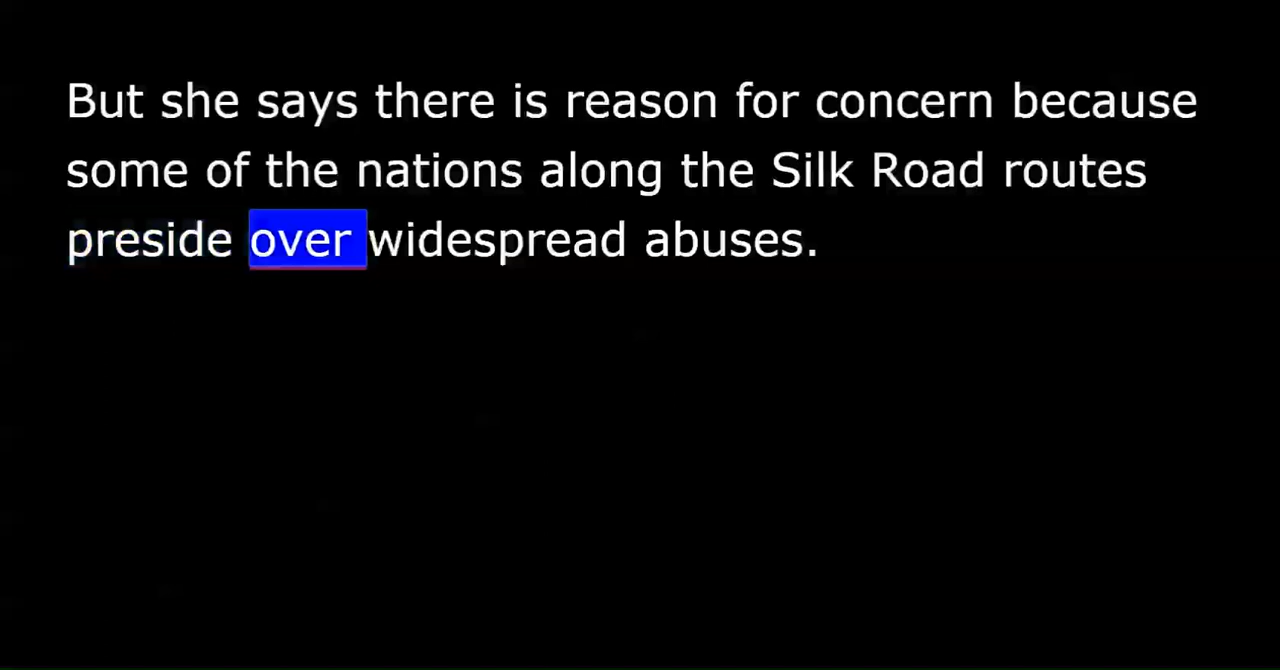 But she says there is reason for concern because
some of the nations along the Silk Road routes
preside over widespread abuses.